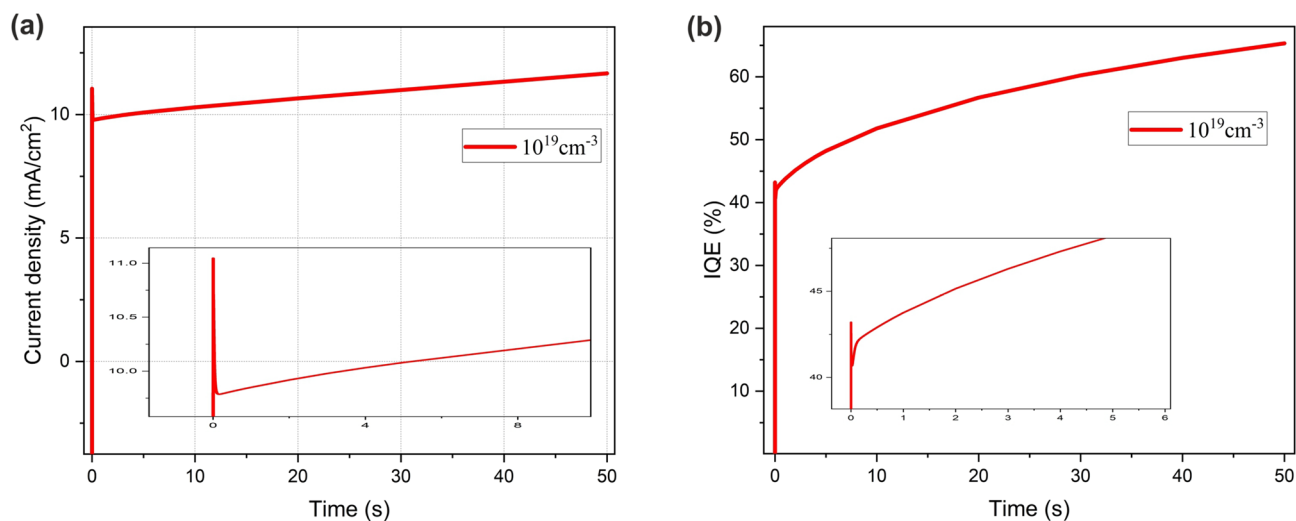 (a)
Current density (mA/cm²)
10
5
0
10¹⁹cm⁻³
11.0
10.5
10.0
0 4 8
0 10 20 30 40 50
Time (s)
(b)
IQE (%)
60
50
40
30
20
10
10¹⁹cm⁻³
45
40
0 1 2 3 4 5 6
0 10 20 30 40 50
Time (s)